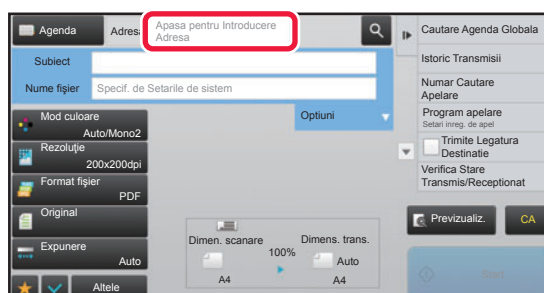 Agenda
Adres
Apasa pentru Introducere
Adresa
Subiect
Nume fişier
Specif. de Setarile de sistem
Mod culoare
Auto/Mono2
Rezoluţie
200x200dpi
Format fişier
PDF
Original
Expunere
Auto
Altele
Optiuni
Dimen. scanare
100%
Dimens. trans.
Auto
A4
A4
Cautare Agenda Globala
Istoric Transmisii
Numar Cautare
Apelare
Program apelare
Setari inreg. de apel
Trimite Legatura
Destinatie
Verifica Stare
Transmis/Receptionat
Previzualiz.
CA
Start